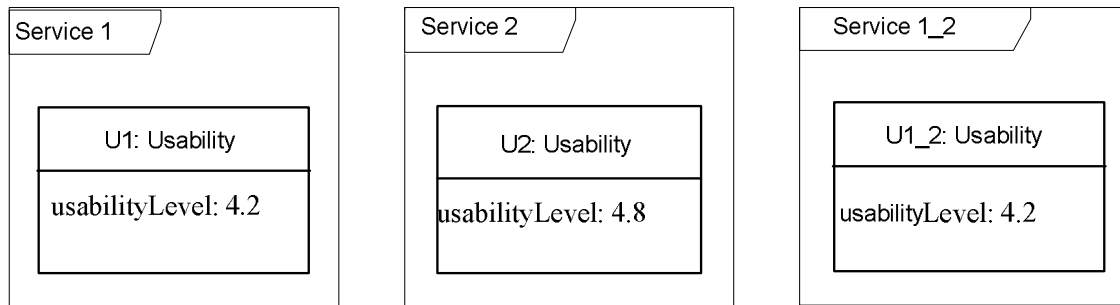 Service 1
U1: Usability
usabilityLevel: 4.2
Service 2
U2: Usability
usabilityLevel: 4.8
Service 1_2
U1_2: Usability
usabilityLevel: 4.2